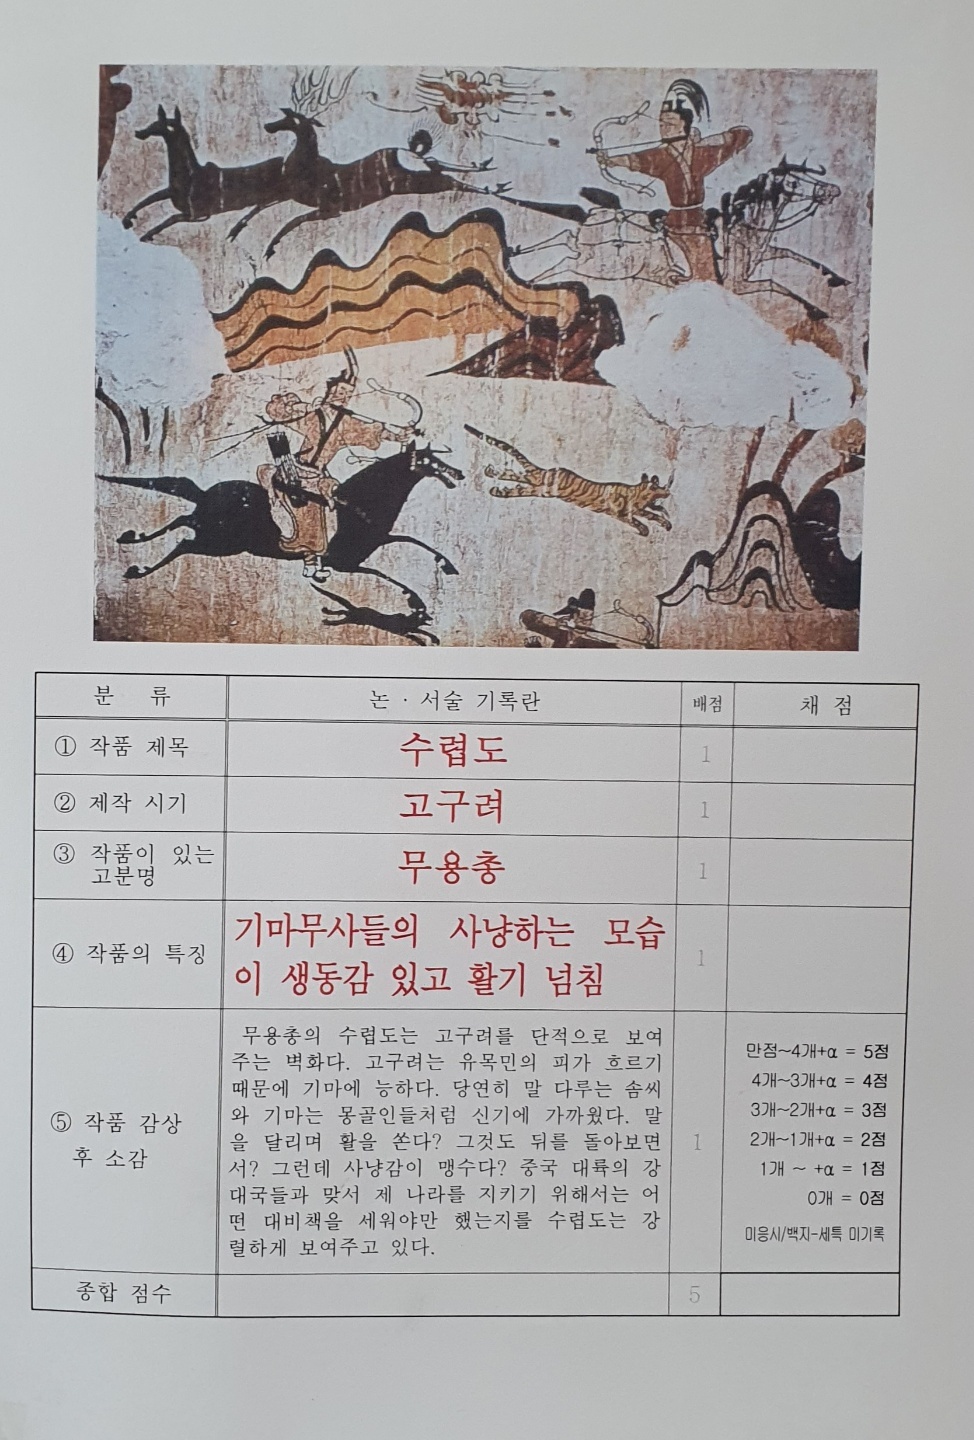 분 류 논 · 서술 기록란 배점 채 점
① 작품 제목 수렵도 1
② 제작 시기 고구려 1
③ 작품이 있는
고분명 무용총 1
④ 작품의 특징 기마무사들의 사냥하는 모습
이 생동감 있고 활기 넘침 1
⑤ 작품 감상
후 소감
무용총의 수렵도는 고구려를 단적으로 보여
주는 벽화다. 고구려는 유목민의 피가 흐르기
때문에 기마에 능하다. 당연히 말 다루는 솜씨
와 기마는 몽골인들처럼 신기에 가까웠다. 말
을 달리며 활을 쏜다? 그것도 뒤를 돌아보면
서? 그런데 사냥감이 맹수다? 중국 대륙의 강
대국들과 맞서 제 나라를 지키기 위해서는 어
떤 대비책을 세워야만 했는지를 수렵도는 강
렬하게 보여주고 있다.
1
만점~4개+α = 5점
4개~3개+α = 4점
3개~2개+α = 3점
2개~1개+α = 2점
1개 ~ +α = 1점
0개 = 0점
미응시/백지-세특 미기록
종합 점수 5